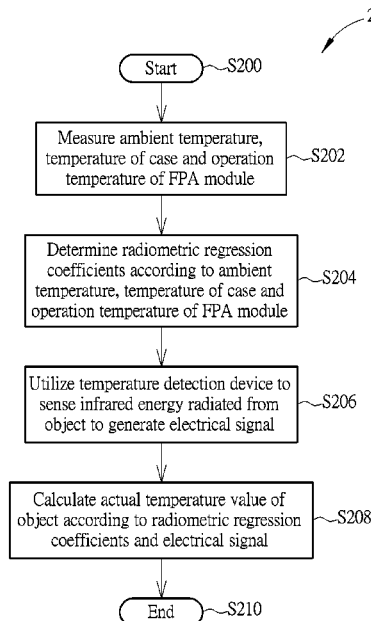 2
Start
S200
Measure ambient temperature,
temperature of case and operation
temperature of FPA module
S202
Determine radiometric regression
coefficients according to ambient
temperature, temperature of case and
operation temperature of FPA module
S204
Utilize temperature detection device to
sense infrared energy radiated from
object to generate electrical signal
S206
Calculate actual temperature value of
object according to radiometric regression
coefficients and electrical signal
S208
End
S210